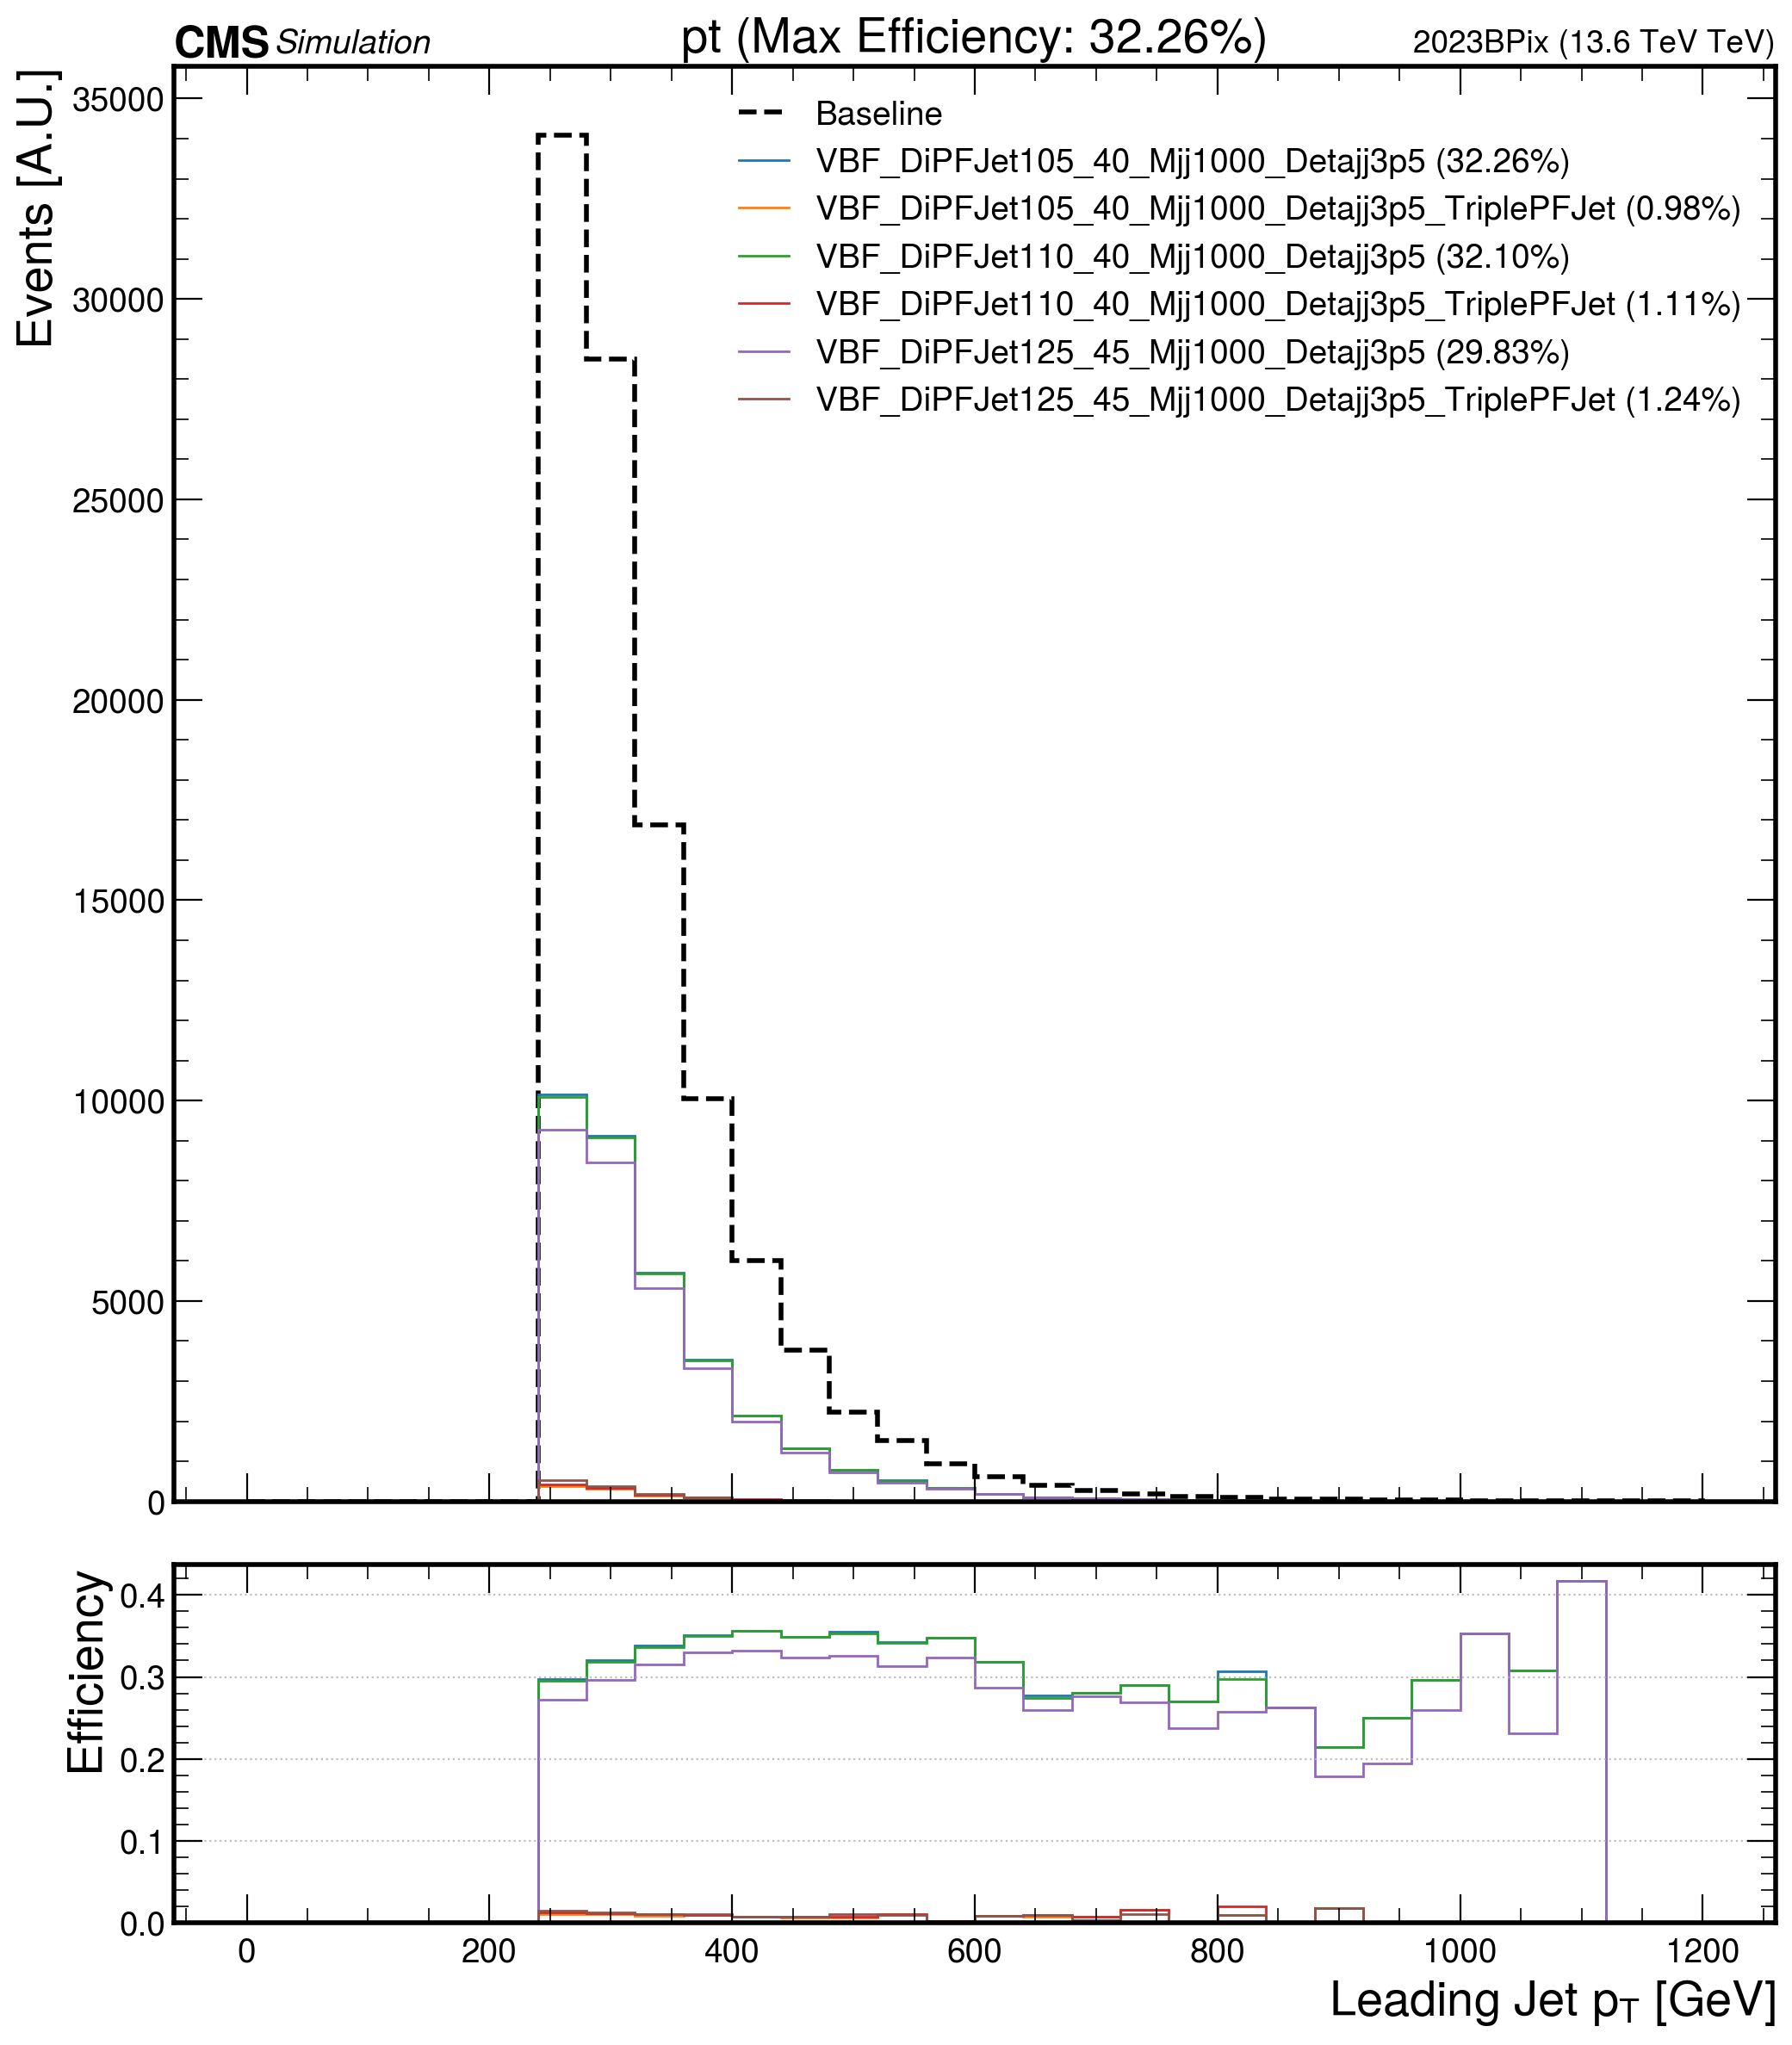 CMS Simulation pt (Max Efficiency: 32.26%) 2023BPix (13.6 TeV TeV)
Events [A.U.]
35000
30000
25000
20000
15000
10000
5000
0
Baseline
VBF_DiPFJet105_40_Mjj1000_Detajj3p5 (32.26%)
VBF_DiPFJet105_40_Mjj1000_Detajj3p5_TriplePFJet (0.98%)
VBF_DiPFJet110_40_Mjj1000_Detajj3p5 (32.10%)
VBF_DiPFJet110_40_Mjj1000_Detajj3p5_TriplePFJet (1.11%)
VBF_DiPFJet125_45_Mjj1000_Detajj3p5 (29.83%)
VBF_DiPFJet125_45_Mjj1000_Detajj3p5_TriplePFJet (1.24%)
Efficiency
0.4
0.3
0.2
0.1
0.0
0 200 400 600 800 1000 1200
Leading Jet p_T [GeV]